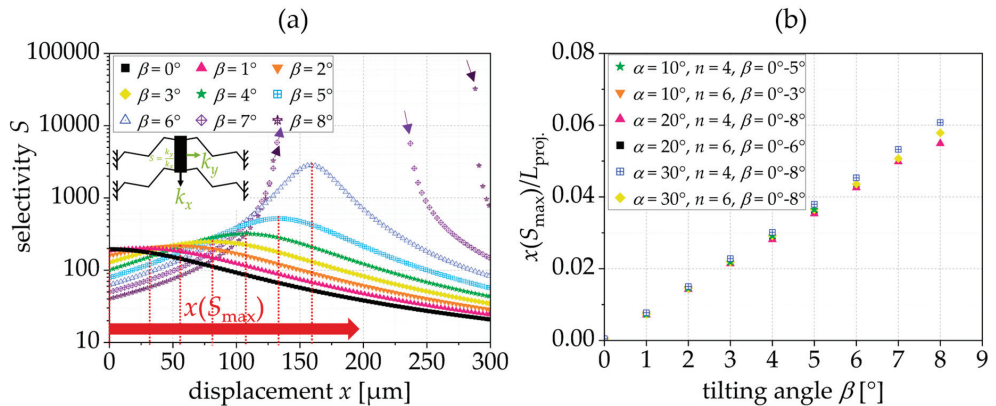 (a)
100000
10000
1000
100
10
selectivity S
β = 0° β = 1° β = 2°
β = 3° β = 4° β = 5°
β = 6° β = 7° β = 8°
k_y
k_x
x(S_max)
0 50 100 150 200 250 300
displacement x [μm]
(b)
0.08
0.06
0.04
0.02
0.00
x(S_max)/L_proj.
α = 10°, n = 4, β = 0°-5°
α = 10°, n = 6, β = 0°-3°
α = 20°, n = 4, β = 0°-8°
α = 20°, n = 6, β = 0°-6°
α = 30°, n = 4, β = 0°-8°
α = 30°, n = 6, β = 0°-8°
0 1 2 3 4 5 6 7 8 9
tilting angle β [°]